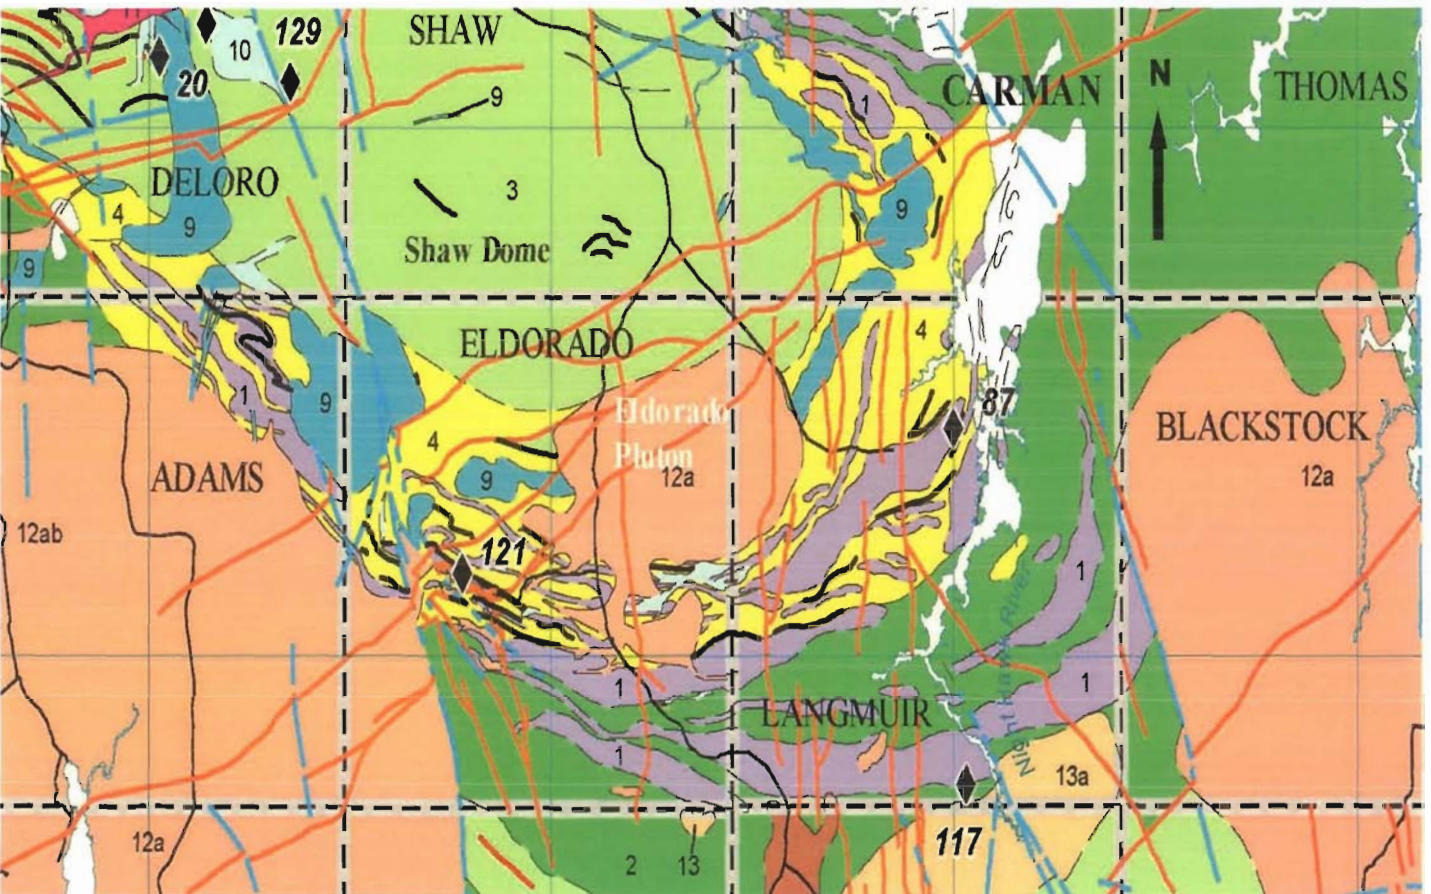 SHAW
10
129
20
9
1
CARMAN
N
THOMAS
DELORO
3
4
9
9
Shaw Dome
9
ELDORADO
4
1
9
Eldorado
Pluton
87
BLACKSTOCK
4
9
12a
12a
ADAMS
12ab
121
1
1
1
LANGMUIR
1
13a
12a
2
13
117